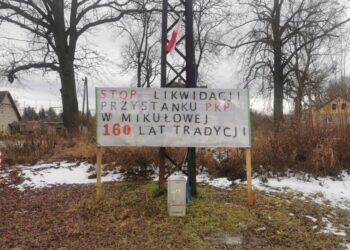 STOP LIKWIDACJI
PRZYSTANKU PKP
W MIKUŁOWEJ
160 LAT TRADYCJI